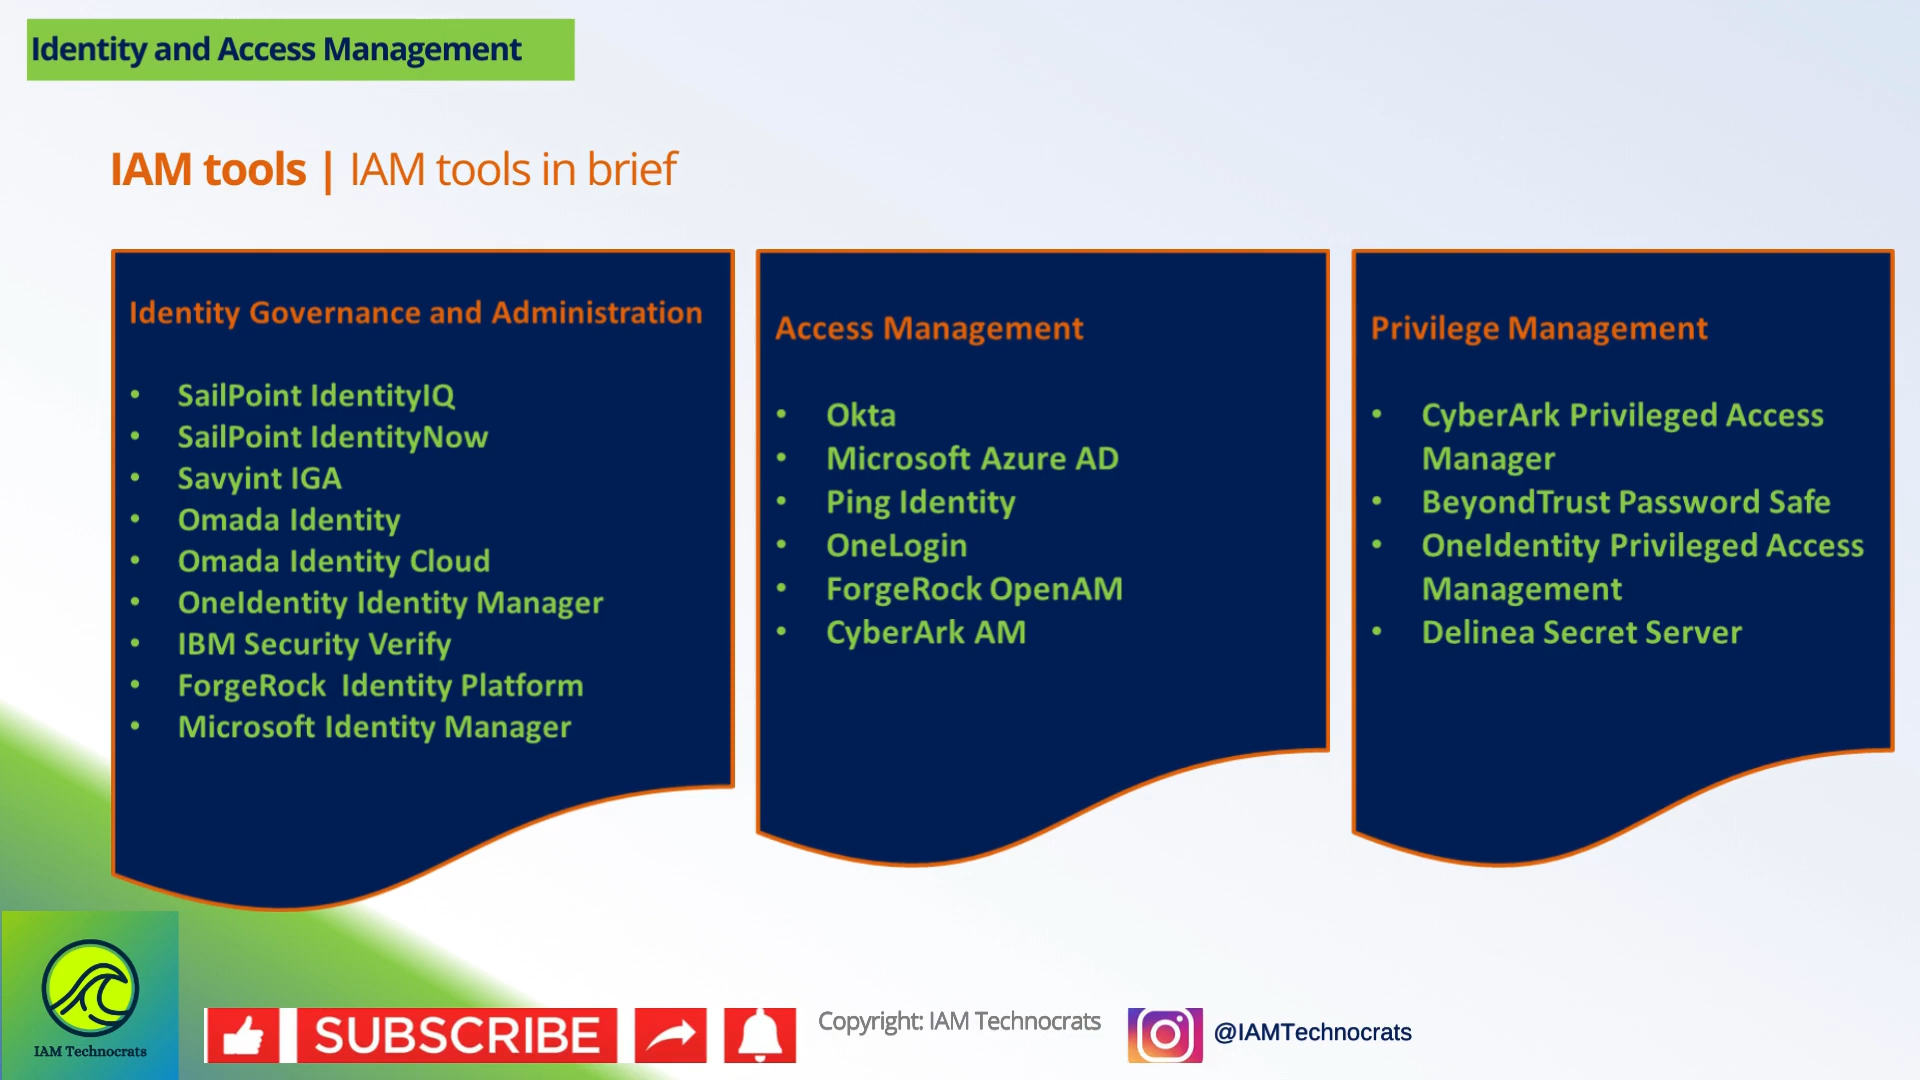 Identity and Access Management
IAM tools | IAM tools in brief
Identity Governance and Administration
• SailPoint IdentityIQ
• SailPoint IdentityNow
• Savyint IGA
• Omada Identity
• Omada Identity Cloud
• OneIdentity Identity Manager
• IBM Security Verify
• ForgeRock  Identity Platform
• Microsoft Identity Manager
Access Management
• Okta
• Microsoft Azure AD
• Ping Identity
• OneLogin
• ForgeRock OpenAM
• CyberArk AM
Privilege Management
• CyberArk Privileged Access
Manager
• BeyondTrust Password Safe
• OneIdentity Privileged Access
Management
• Delinea Secret Server
IAM Technocrats
SUBSCRIBE
Copyright: IAM Technocrats
@IAMTechnocrats